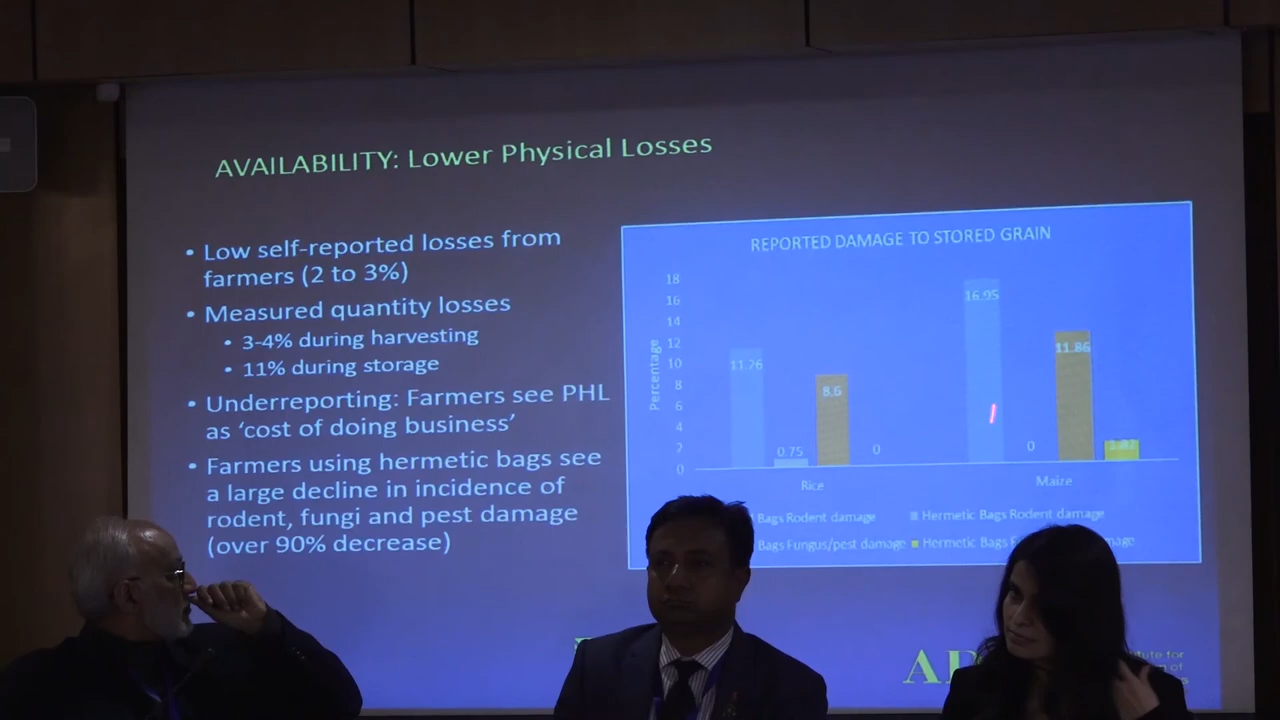 AVAILABILITY: Lower Physical Losses
• Low self-reported losses from
farmers (2 to 3%)
• Measured quantity losses
• 3-4% during harvesting
• 11% during storage
• Underreporting: Farmers see PHL
as ‘cost of doing business’
• Farmers using hermetic bags see
a large decline in incidence of
rodent, fungi and pest damage
(over 90% decrease)
REPORTED DAMAGE TO STORED GRAIN
Percentage
18
16
14
12
10
8
6
4
2
0
11.26
0.75
8.6
0
16.95
0
11.86
Rice
Maize
Bags Rodent damage
Hermetic Bags Rodent damage
Bags Fungus/pest damage
Hermetic Bags